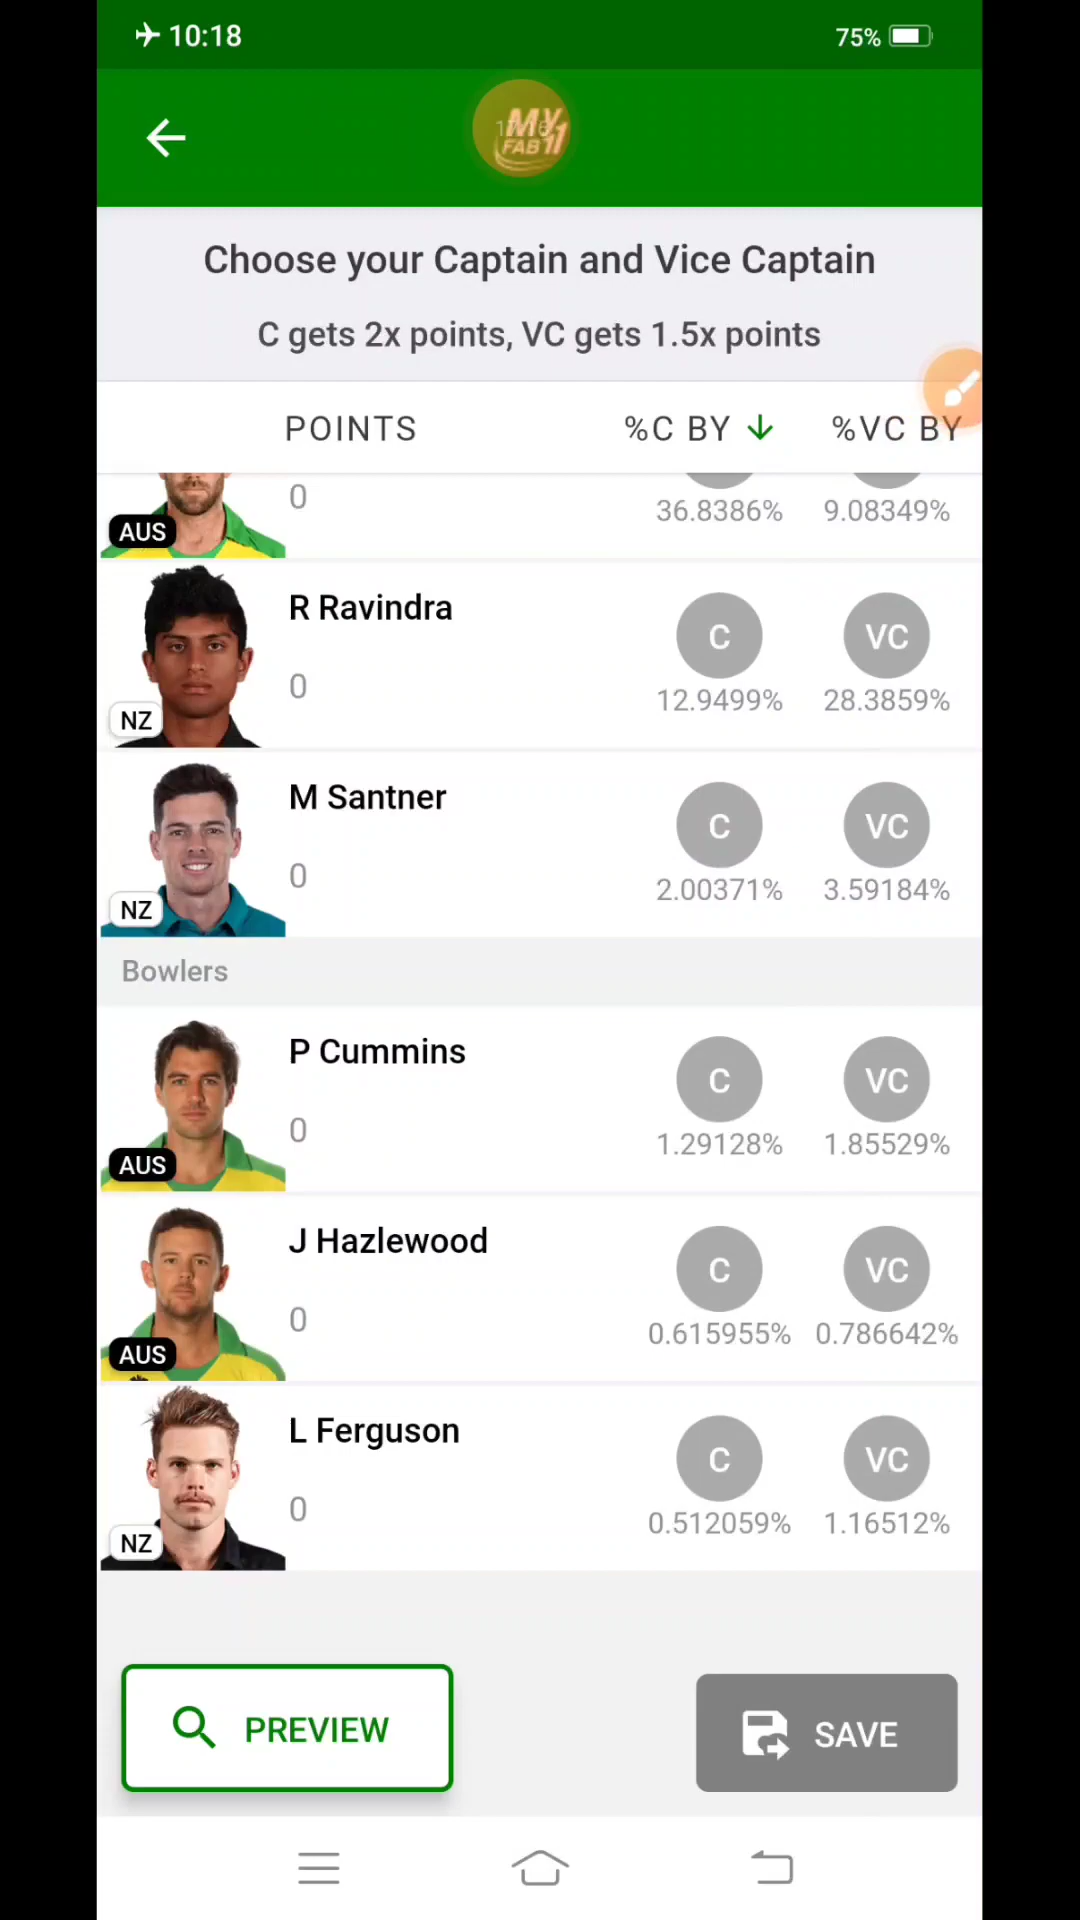 10:18
75%
MY
FAB11
Choose your Captain and Vice Captain
C gets 2x points, VC gets 1.5x points
POINTS %C BY %VC BY
0 36.8386% 9.08349%
AUS
R Ravindra
C VC
0 12.9499% 28.3859%
NZ
M Santner
C VC
0 2.00371% 3.59184%
NZ
Bowlers
P Cummins
C VC
0 1.29128% 1.85529%
AUS
J Hazlewood
C VC
0 0.615955% 0.786642%
AUS
L Ferguson
C VC
0 0.512059% 1.16512%
NZ
PREVIEW SAVE